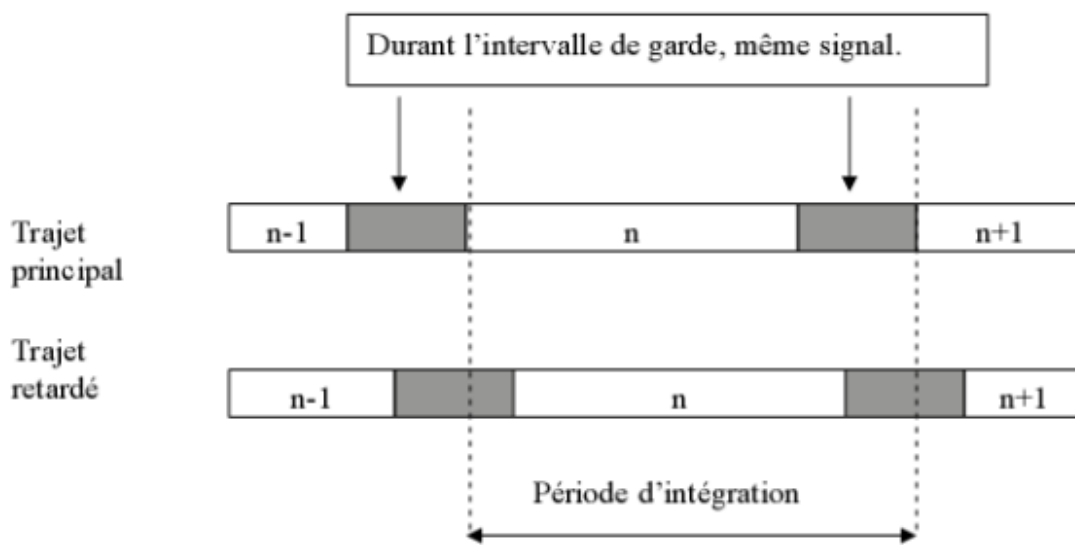 Durant l'intervalle de garde, même signal.
Trajet
principal
n-1
n
n+1
Trajet
retardé
n-1
n
n+1
Période d'intégration